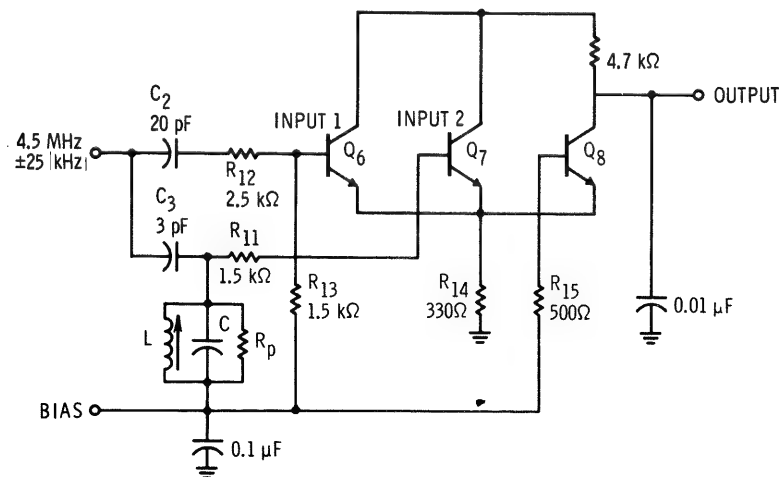 C2
20 pF
4.5 MHz
±25 kHz
INPUT 1
Q6
INPUT 2
Q7
Q8
4.7 kΩ
OUTPUT
R12
2.5 kΩ
C3
3 pF
R11
1.5 kΩ
R13
1.5 kΩ
R14
330Ω
R15
500Ω
0.01 µF
L
C
Rp
BIAS
0.1 µF